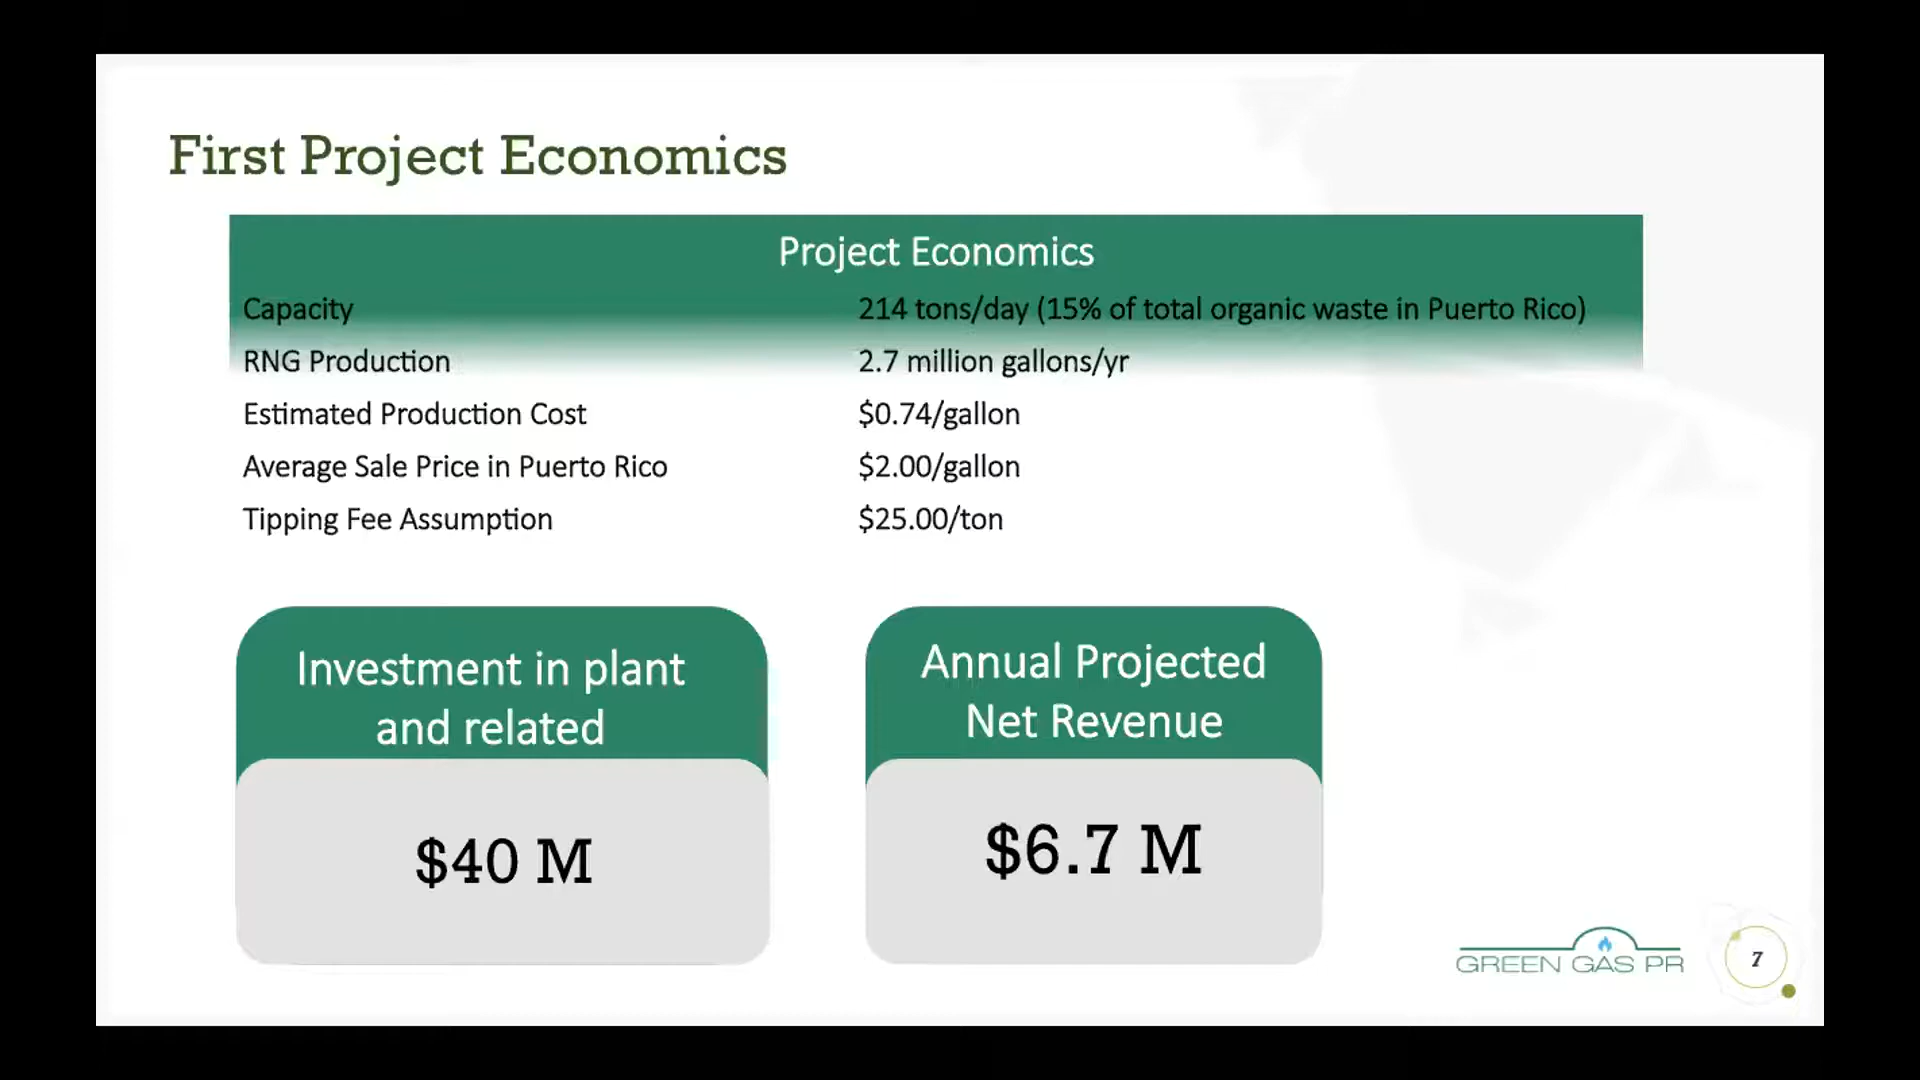 First Project Economics
Project Economics
Capacity 214 tons/day (15% of total organic waste in Puerto Rico)
RNG Production 2.7 million gallons/yr
Estimated Production Cost $0.74/gallon
Average Sale Price in Puerto Rico $2.00/gallon
Tipping Fee Assumption $25.00/ton
Investment in plant
and related
$40 M
Annual Projected
Net Revenue
$6.7 M
GREEN GAS PR
7